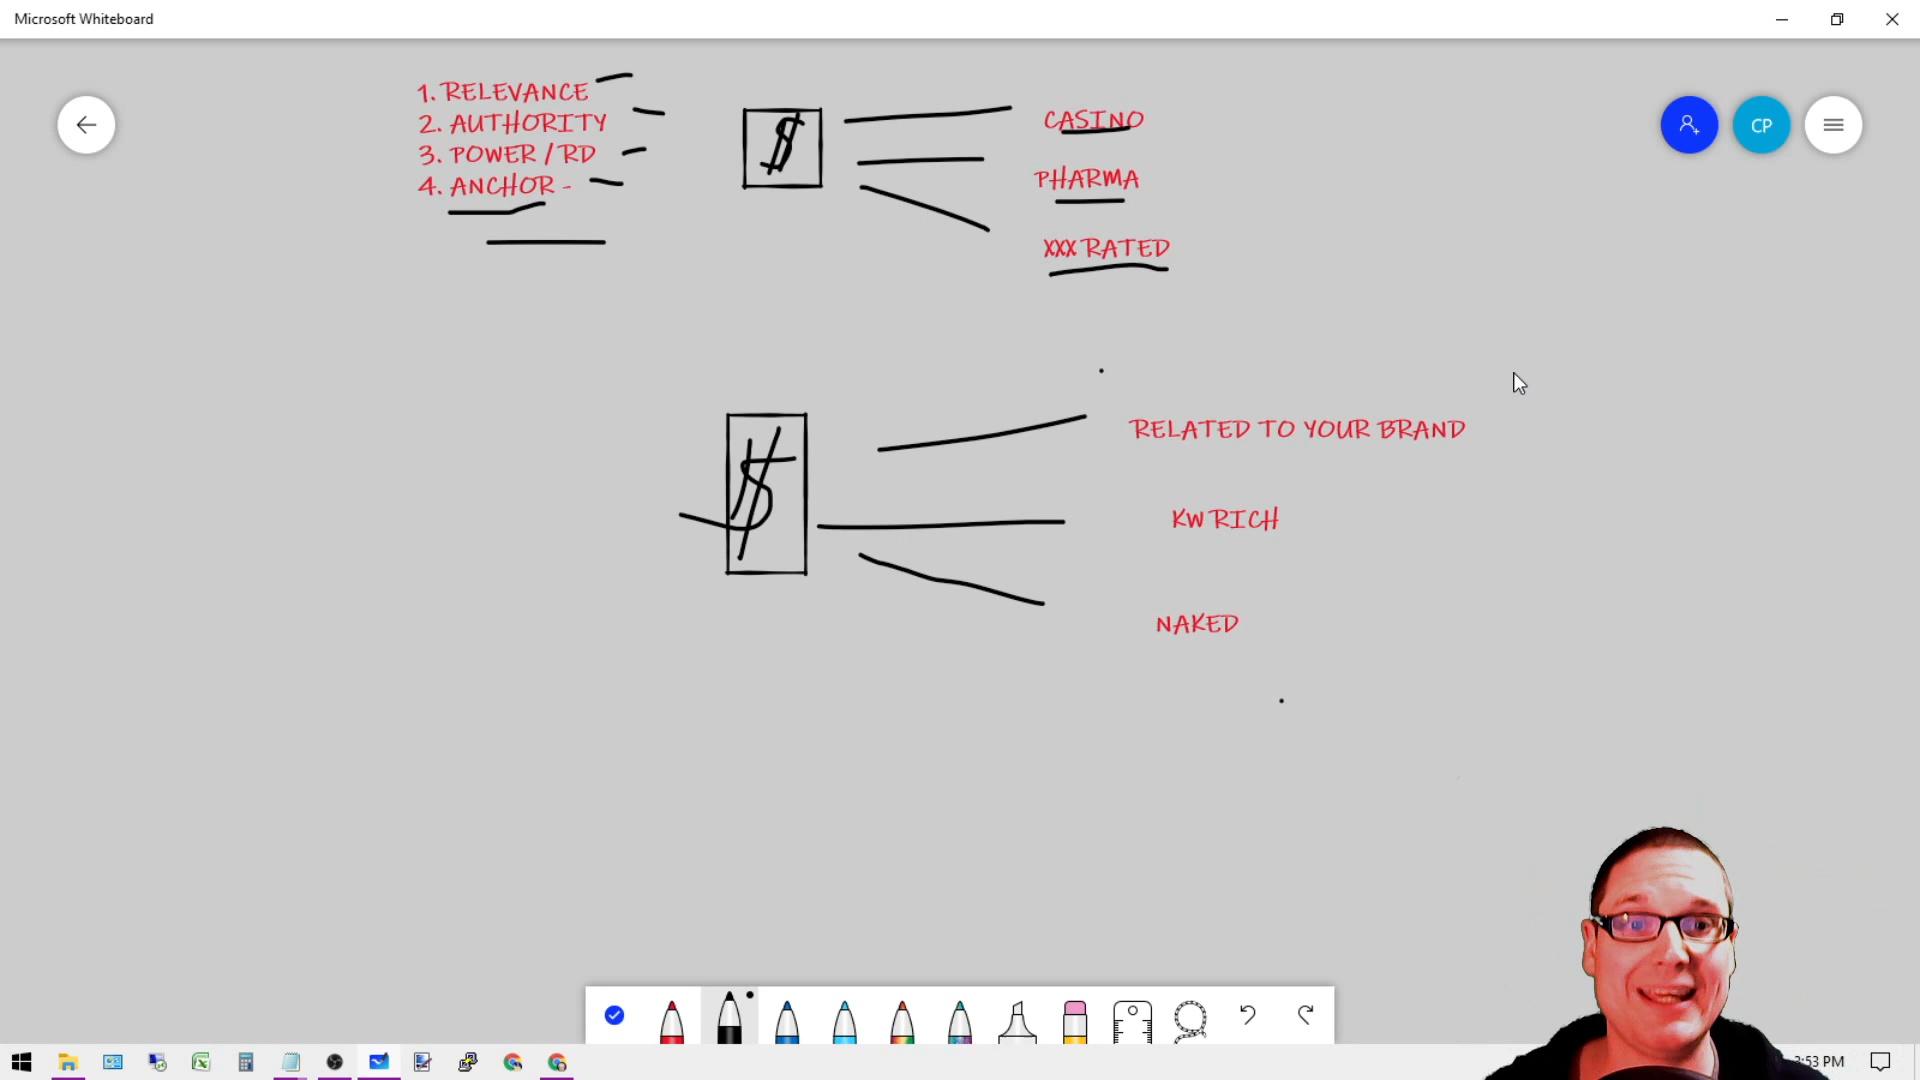 Microsoft Whiteboard
1. RELEVANCE
2. AUTHORITY
3. POWER / RD
4. ANCHOR -
$
CASINO
PHARMA
XXX RATED
CP
$
RELATED TO YOUR BRAND
KW RICH
NAKED
3:53 PM